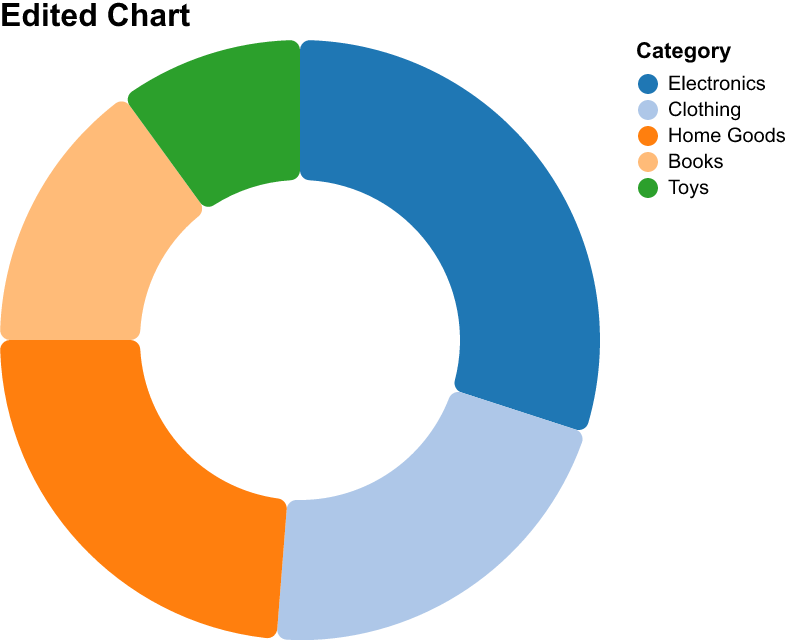 Edited Chart
Category
Electronics
Clothing
Home Goods
Books
Toys